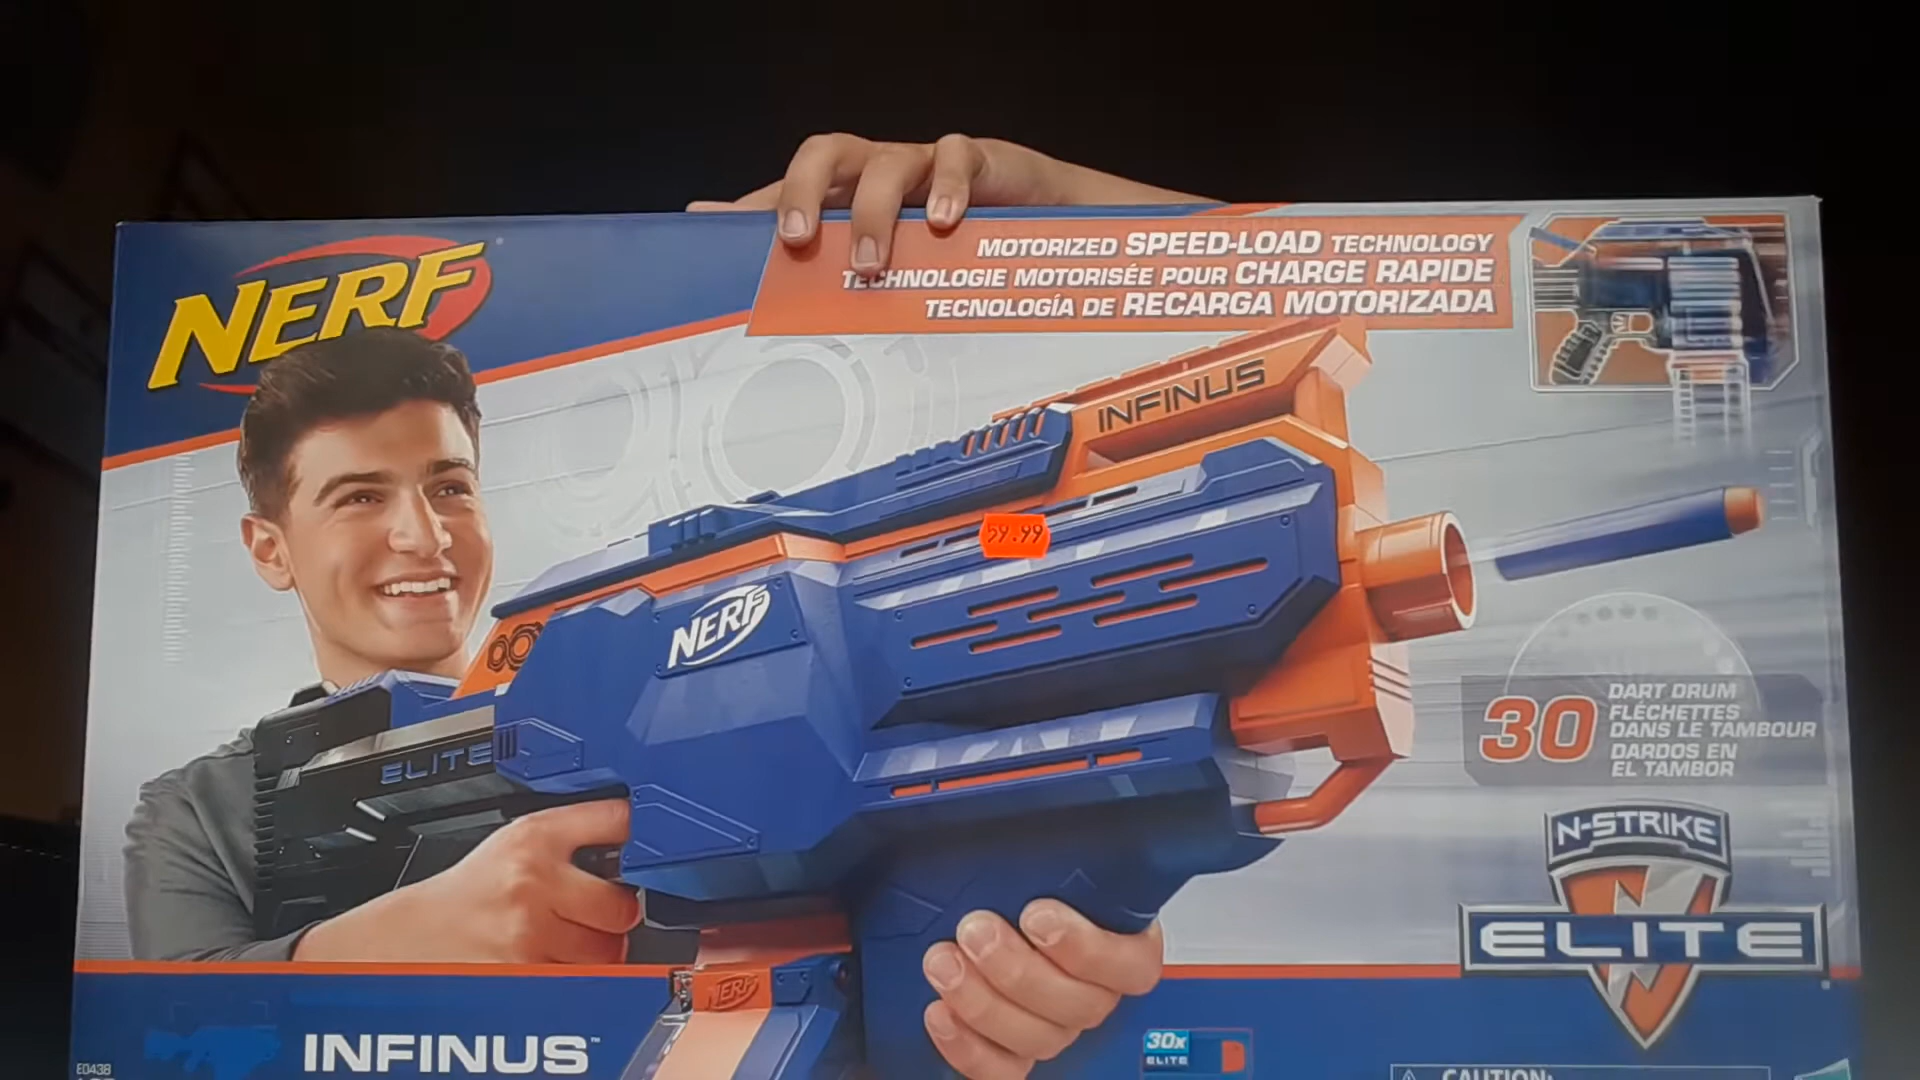 NERF
MOTORIZED SPEED-LOAD TECHNOLOGY
TECHNOLOGIE MOTORISÉE POUR CHARGE RAPIDE
TECNOLOGÍA DE RECARGA MOTORIZADA
INFINUS
59.99
NERF
ELITE
30
DART DRUM
FLÉCHETTES
DANS LE TAMBOUR
DARDOS EN
EL TAMBOR
N-STRIKE
ELITE
NERF
INFINUS™
30x
ELITE
E0438
CAUTION: